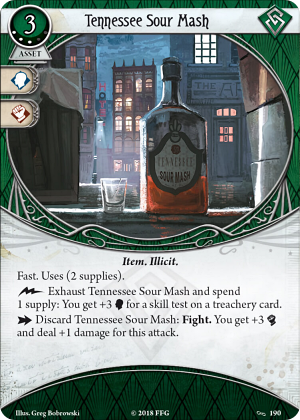 Tennessee Sour Mash
3
ASSET
THE AR
TENNESSEE
SOUR MASH
Item. Illicit.
Fast. Uses (2 supplies).
Exhaust Tennessee Sour Mash and spend
1 supply: You get +3 for a skill test on a treachery card.
Discard Tennessee Sour Mash: Fight. You get +3
and deal +1 damage for this attack.
Illus. Greg Bobrowski
© 2018 FFG
190